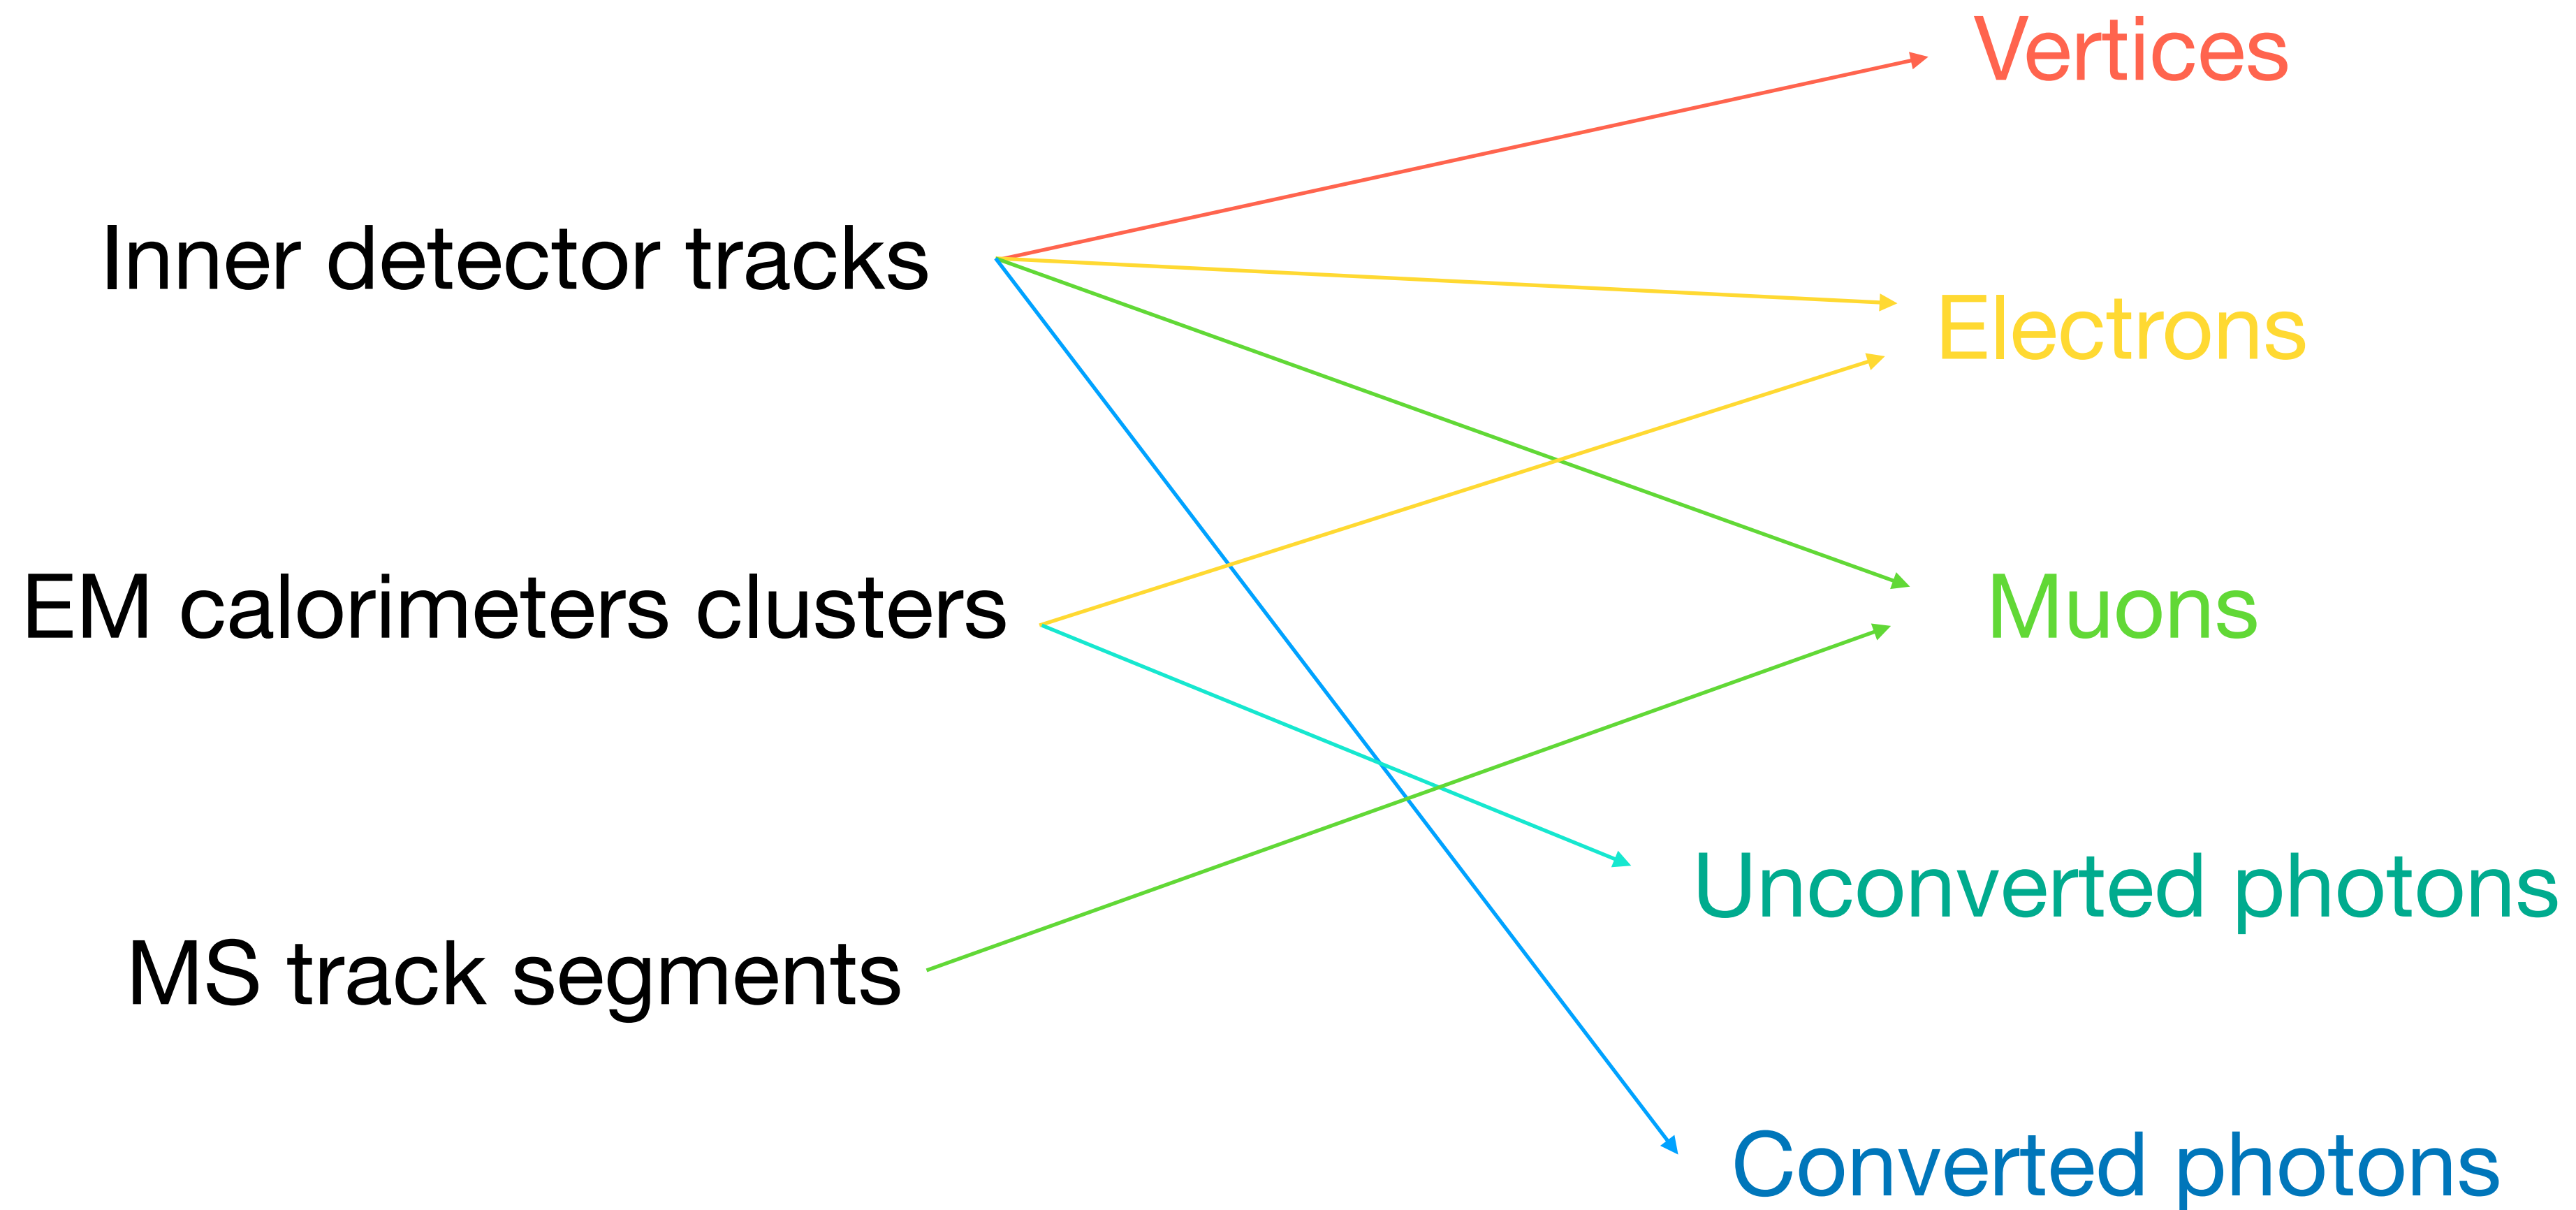 Vertices
Inner detector tracks
Electrons
EM calorimeters clusters
Muons
Unconverted photons
MS track segments
Converted photons